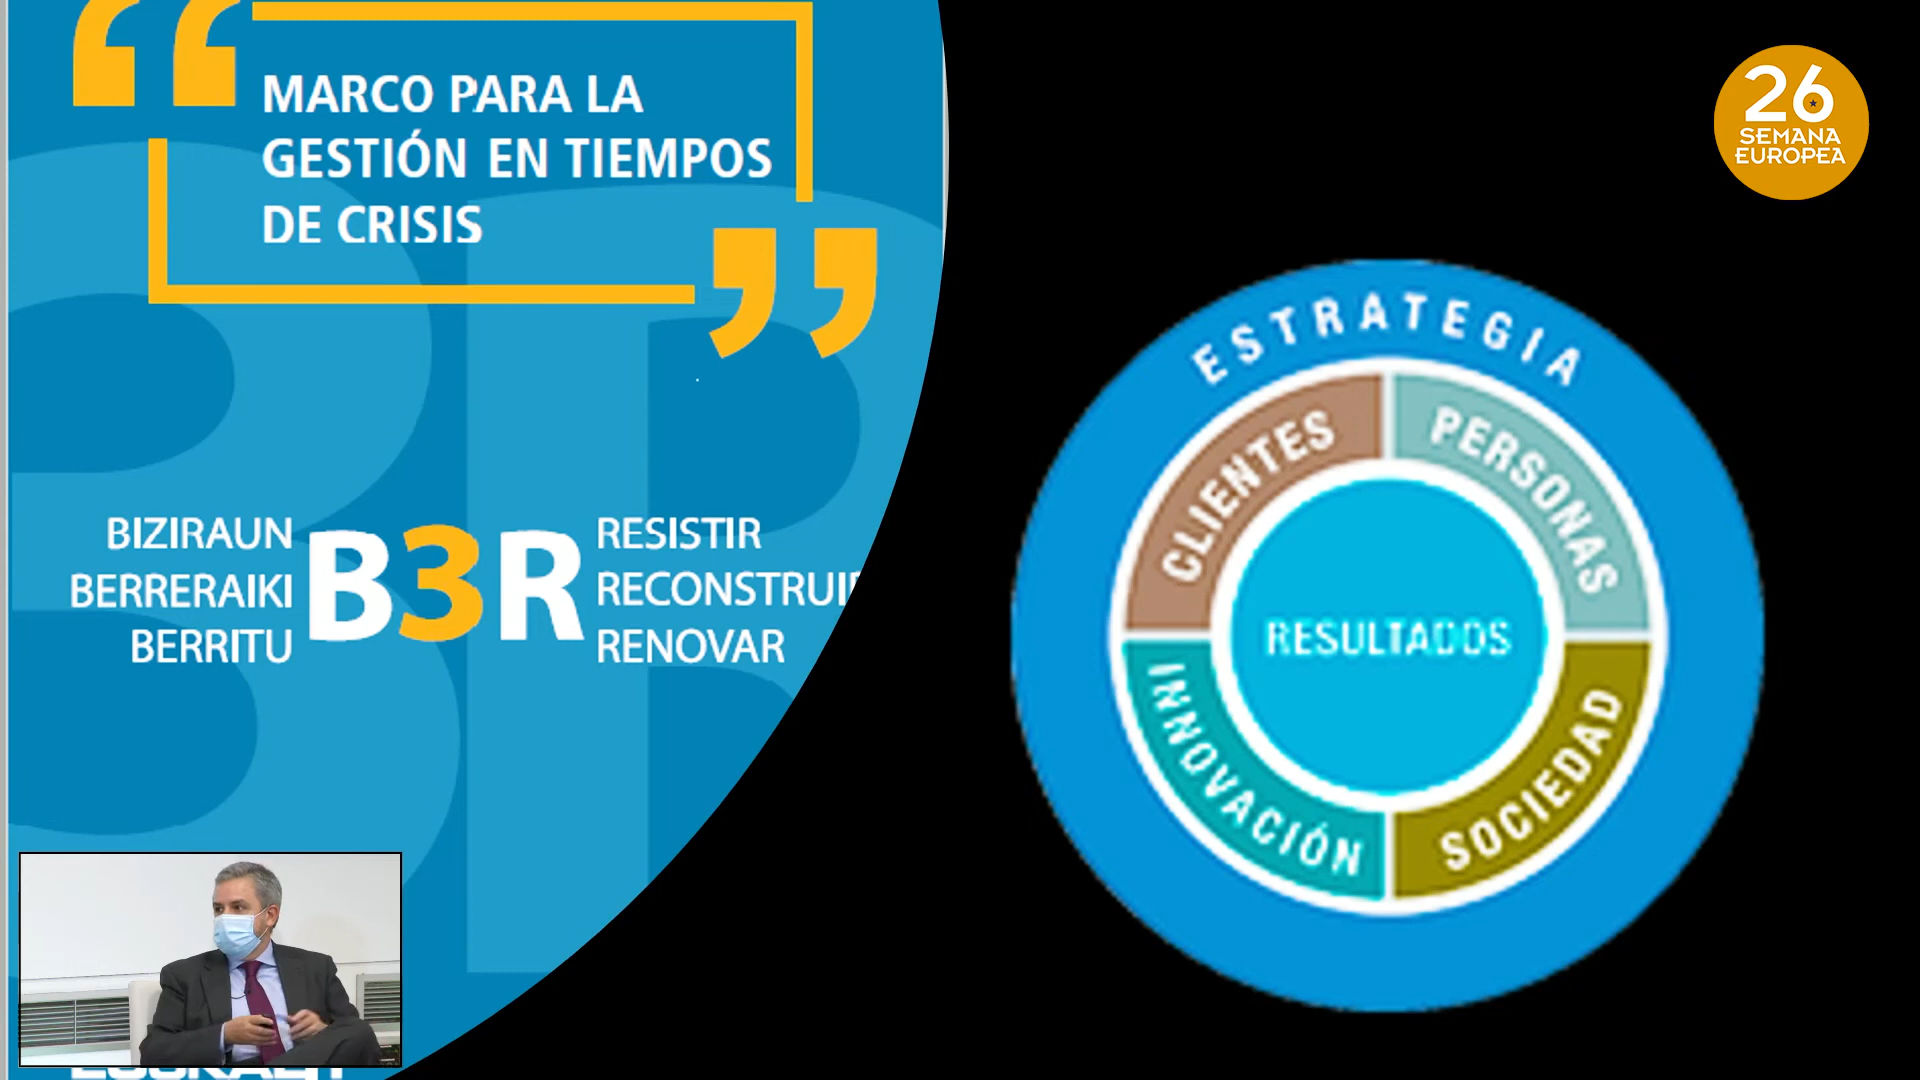 MARCO PARA LA
GESTIÓN EN TIEMPOS
DE CRISIS
BIZIRAUN
BERRERAIKI
BERRITU
B3R
RESISTIR
RECONSTRUI
RENOVAR
26
SEMANA
EUROPEA
ESTRATEGIA
CLIENTES
PERSONAS
INNOVACIÓN
SOCIEDAD
RESULTADOS